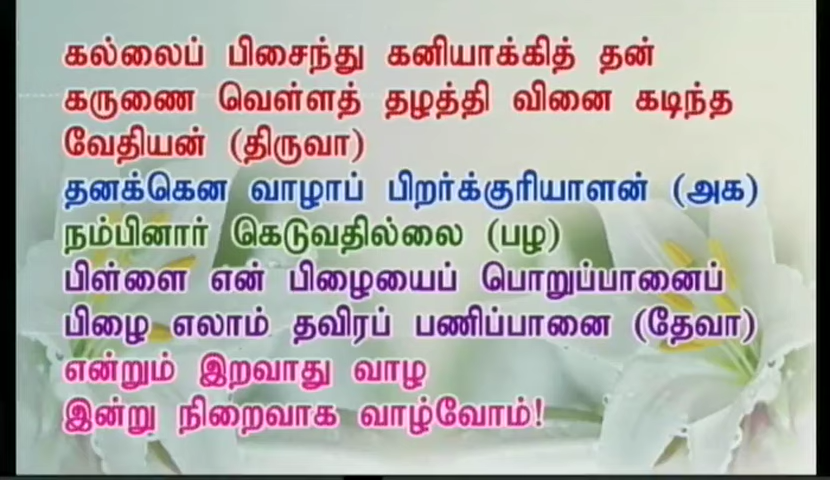 கல்லைப் பிசைந்து கனியாக்கித் தன்
கருணை வெள்ளத் தழத்தி வினை கடிந்த
வேதியன் (திருவா)
தனக்கென வாழாப் பிறர்க்குரியாளன் (அக)
நம்பினார் கெடுவதில்லை (பழ)
பிள்ளை என் பிழையைப் பொறுப்பானைப்
பிழை எலாம் தவிரப் பணிப்பானை (தேவா)
என்றும் இறவாது வாழ
இன்று நிறைவாக வாழ்வோம்!